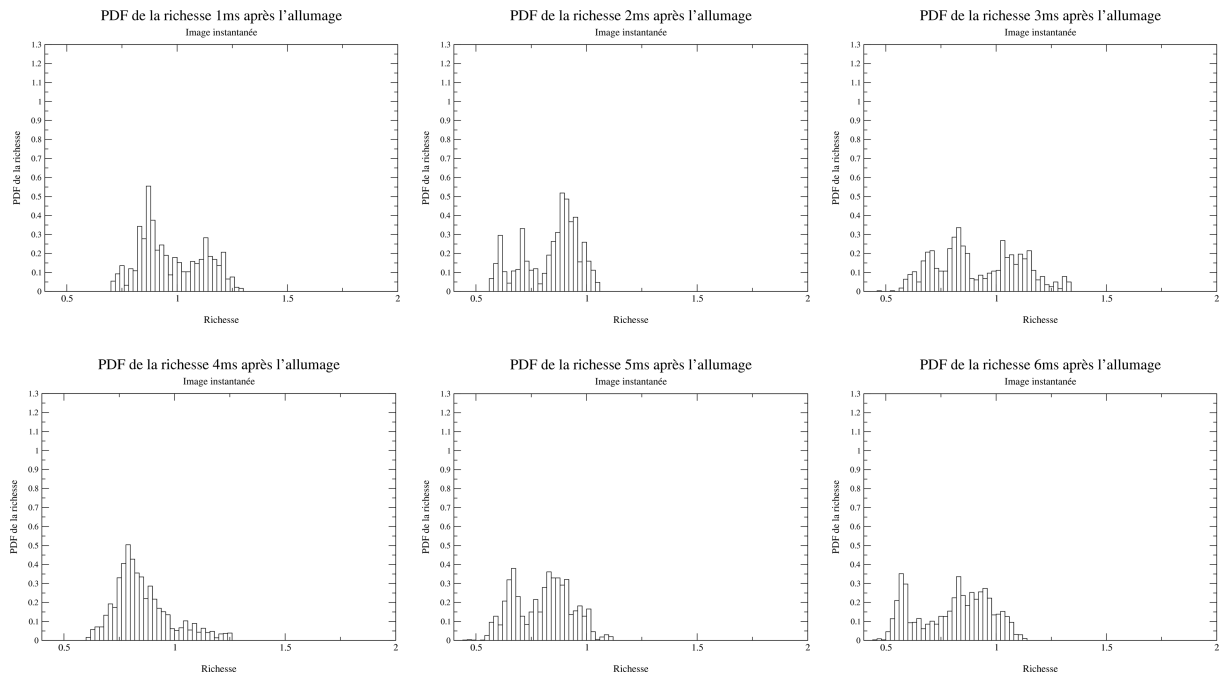 PDF de la richesse 1ms après l'allumage
Image instantanée
1.3
1.2
1.1
1
0.9
0.8
0.7
0.6
0.5
0.4
0.3
0.2
0.1
0
PDF de la richesse
0.5 1 1.5 2
Richesse
PDF de la richesse 2ms après l'allumage
Image instantanée
1.3
1.2
1.1
1
0.9
0.8
0.7
0.6
0.5
0.4
0.3
0.2
0.1
0
PDF de la richesse
0.5 1 1.5 2
Richesse
PDF de la richesse 3ms après l'allumage
Image instantanée
1.3
1.2
1.1
1
0.9
0.8
0.7
0.6
0.5
0.4
0.3
0.2
0.1
0
PDF de la richesse
0.5 1 1.5 2
Richesse
PDF de la richesse 4ms après l'allumage
Image instantanée
1.3
1.2
1.1
1
0.9
0.8
0.7
0.6
0.5
0.4
0.3
0.2
0.1
0
PDF de la richesse
0.5 1 1.5 2
Richesse
PDF de la richesse 5ms après l'allumage
Image instantanée
1.3
1.2
1.1
1
0.9
0.8
0.7
0.6
0.5
0.4
0.3
0.2
0.1
0
PDF de la richesse
0.5 1 1.5 2
Richesse
PDF de la richesse 6ms après l'allumage
Image instantanée
1.3
1.2
1.1
1
0.9
0.8
0.7
0.6
0.5
0.4
0.3
0.2
0.1
0
PDF de la richesse
0.5 1 1.5 2
Richesse